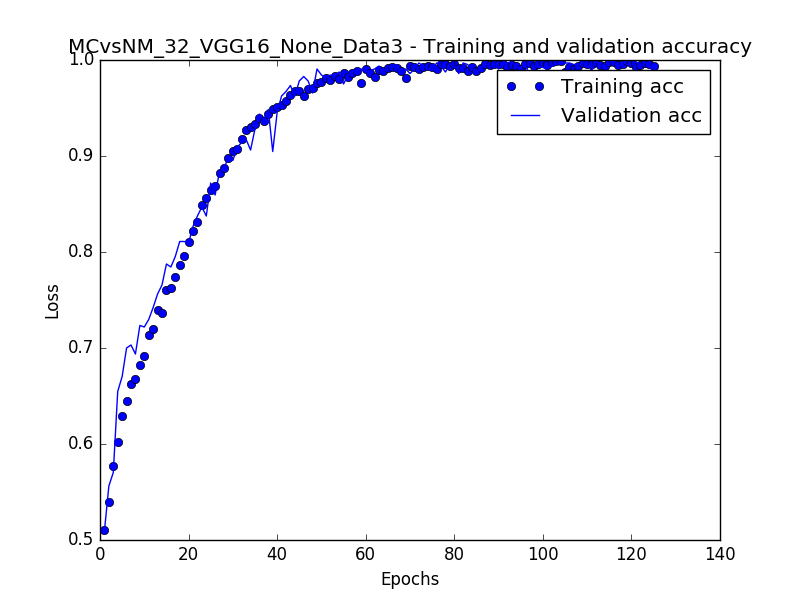 MCvsNM_32_VGG16_None_Data3 - Training and validation accuracy
1.0
0.9
0.8
0.7
0.6
0.5
Loss
Training acc
Validation acc
0 20 40 60 80 100 120 140
Epochs